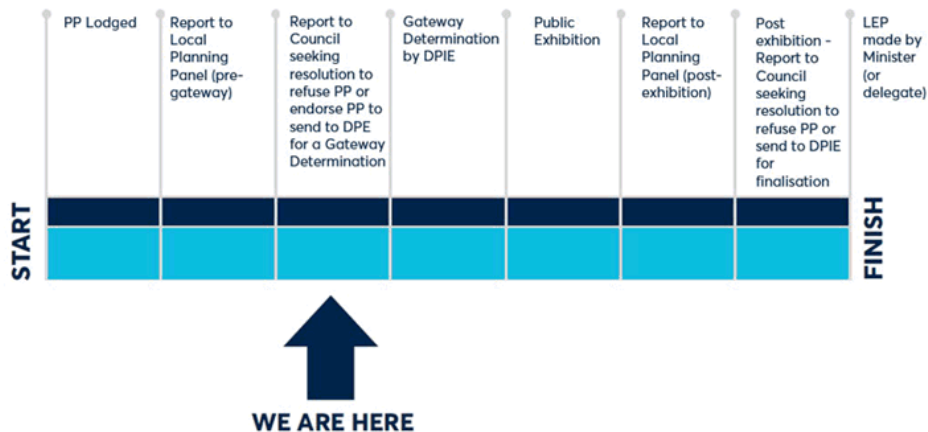 PP Lodged
Report to
Local
Planning
Panel (pre-
gateway)
Report to
Council
seeking
resolution to
refuse PP or
endorse PP to
send to DPE
for a Gateway
Determination
Gateway
Determination
by DPIE
Public
Exhibition
Report to
Local
Planning
Panel (post-
exhibition)
Post
exhibition -
Report to
Council
seeking
resolution to
refuse PP or
send to DPIE
for
finalisation
LEP
made by
Minister
(or
delegate)
START
FINISH
WE ARE HERE